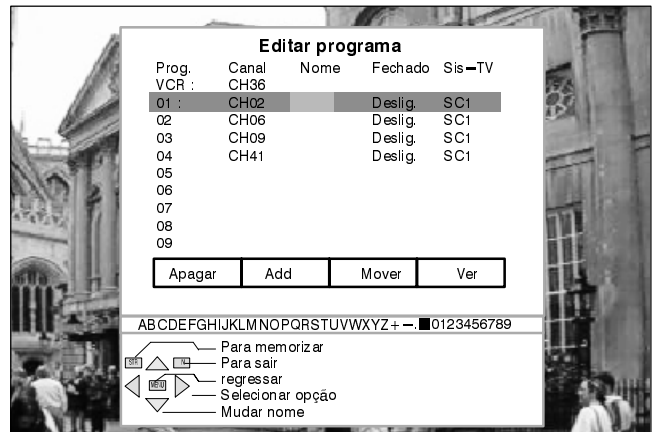 Editar programa
Prog. Canal Nome Fechado Sis–TV
VCR : CH36
01 : CH02 Deslig. SC1
02 CH06 Deslig. SC1
03 CH09 Deslig. SC1
04 CH41 Deslig. SC1
05
06
07
08
09
Apagar Add Mover Ver
ABCDEFGHIJKLMNOPQRSTUVWXYZ+–.■0123456789
Para memorizar
STR N Para sair
MENU regressar
Selecionar opção
Mudar nome